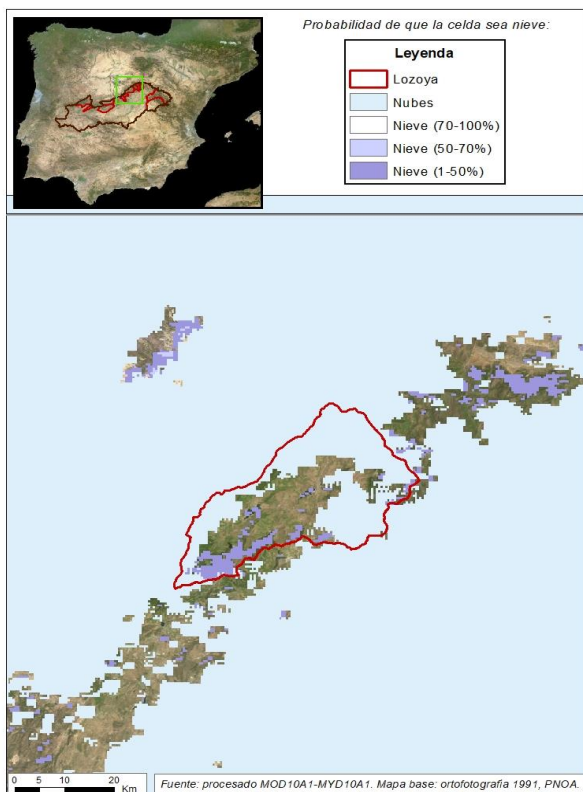 Probabilidad de que la celda sea nieve:
Leyenda
Lozoya
Nubes
Nieve (70-100%)
Nieve (50-70%)
Nieve (1-50%)
0 5 10 20
Km
Fuente: procesado MOD10A1-MYD10A1. Mapa base: ortofotografia 1991, PNOA.